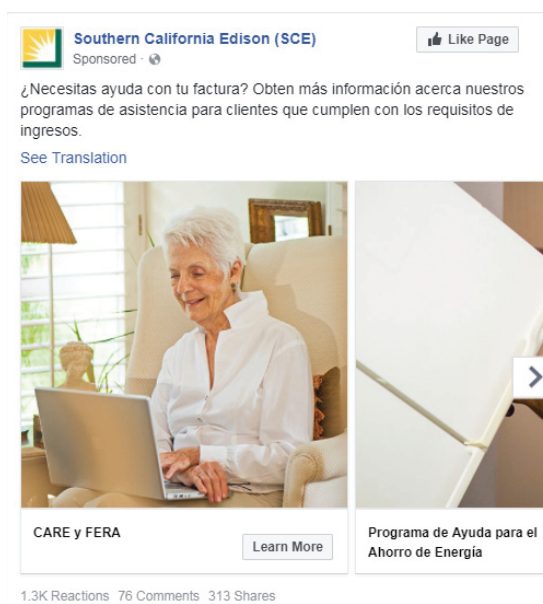 Southern California Edison (SCE)
Like Page
Sponsored ·
¿Necesitas ayuda con tu factura? Obten más información acerca nuestros
programas de asistencia para clientes que cumplen con los requisitos de
ingresos.
See Translation
CARE y FERA
Learn More
Programa de Ayuda para el
Ahorro de Energía
1.3K Reactions 76 Comments 313 Shares